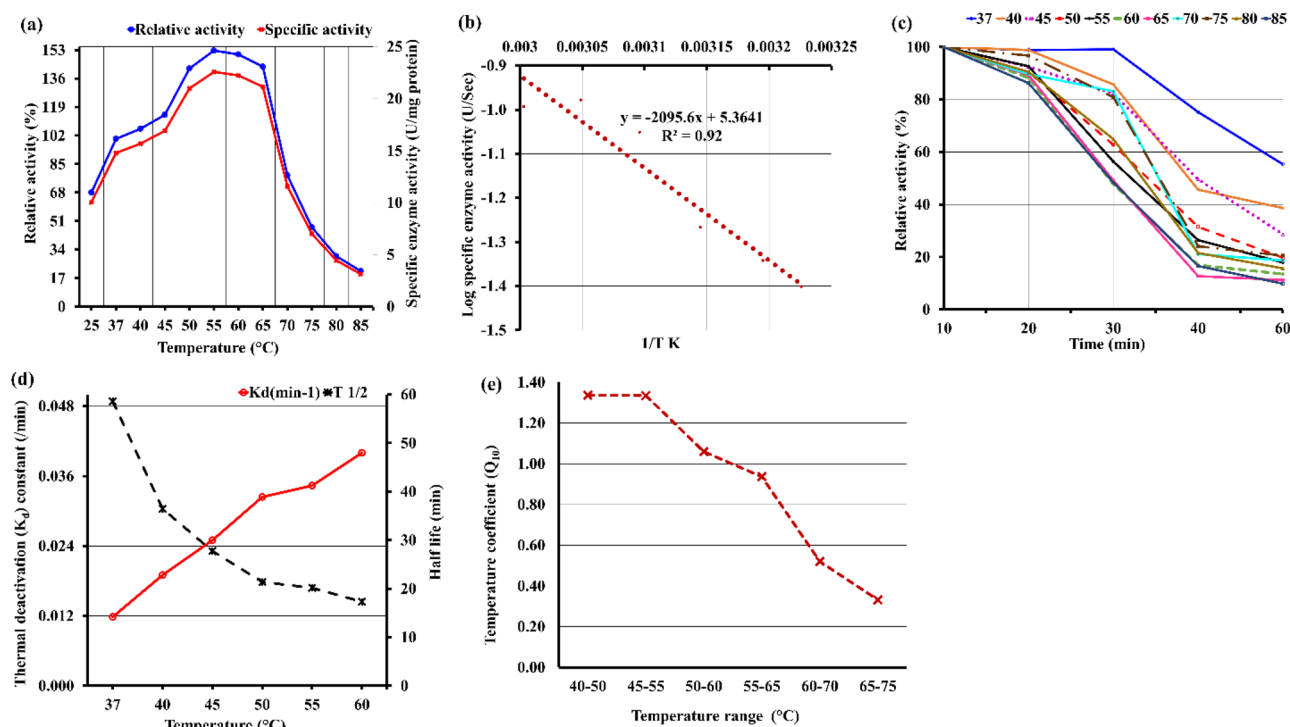 (a)
Relative activity
Specific activity
153
136
119
102
85
68
51
34
17
0
25
20
15
10
5
0
25 37 40 45 50 55 60 65 70 75 80 85
Relative activity (%)
Specific enzyme activity (U/mg protein)
Temperature (°C)
(b)
0.003 0.00305 0.0031 0.00315 0.0032 0.00325
-0.9
-1.0
-1.1
-1.2
-1.3
-1.4
-1.5
y = -2095.6x + 5.3641
R² = 0.92
Log specific enzyme activity (U/Sec)
1/T K
(c)
37 40 45 50 55 60 65 70 75 80 85
100
80
60
40
20
0
10 20 30 40 60
Relative activity (%)
Time (min)
(d)
Kd(min-1) T 1/2
0.048
0.036
0.024
0.012
0.000
60
50
40
30
20
10
0
37 40 45 50 55 60
Thermal deactivation (Kd) constant (/min)
Half life (min)
Temperature (°C)
(e)
1.40
1.20
1.00
0.80
0.60
0.40
0.20
0.00
40-50 45-55 50-60 55-65 60-70 65-75
Temperature coefficient (Q10)
Temperature range (°C)